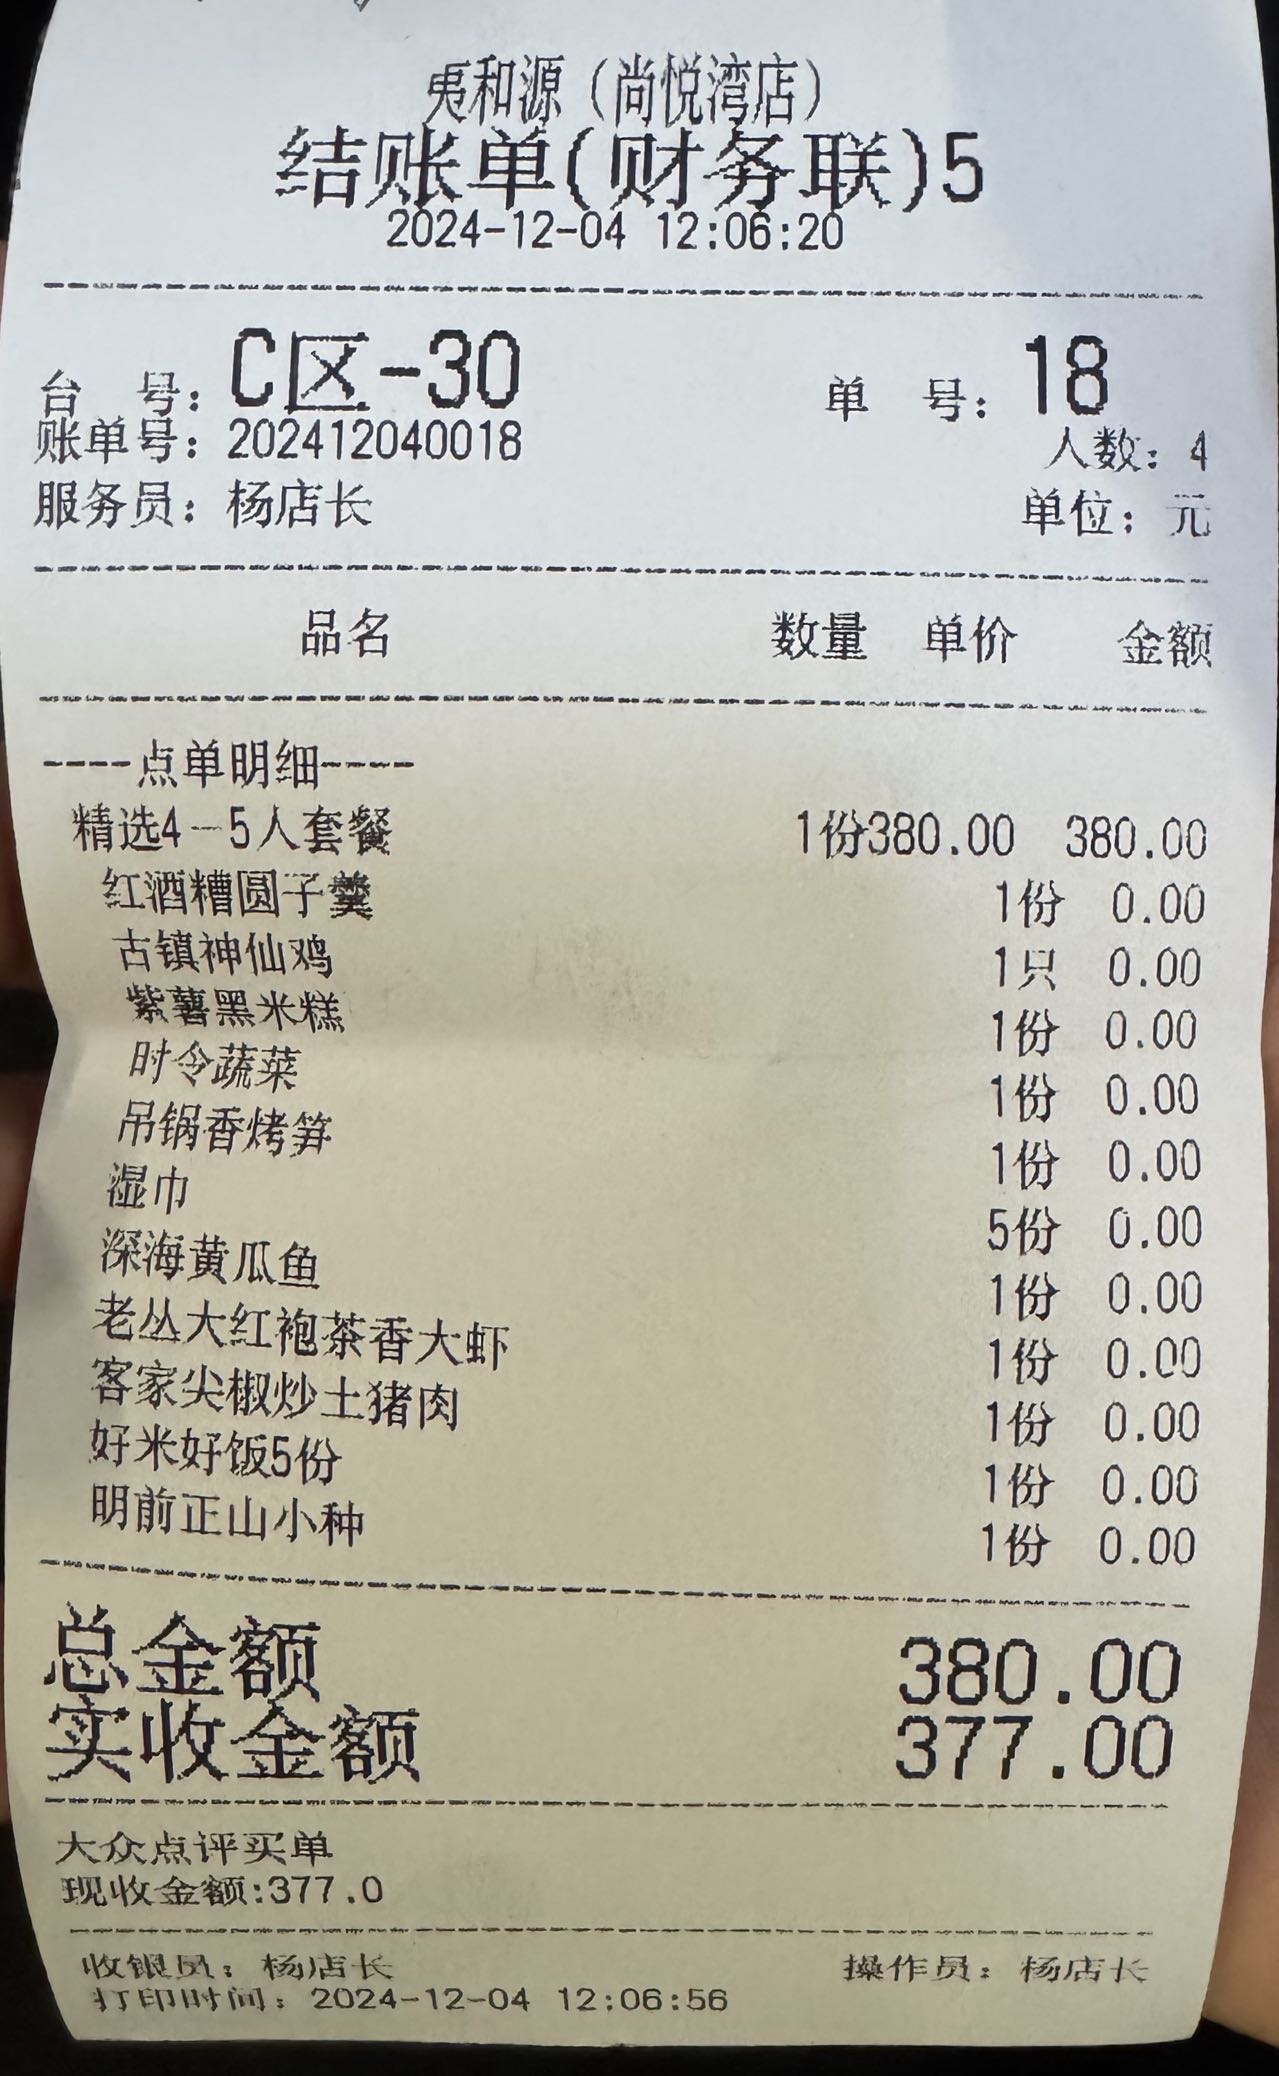 夷和源（尚悦湾店）
结账单(财务联)5
2024-12-04 12:06:20
台 号：C区-30 单 号：18
账单号：202412040018 人数：4
服务员：杨店长 单位：元
品名 数量 单价 金额
----点单明细----
精选4-5人套餐 1份380.00 380.00
红酒糟圆子羹 1份 0.00
古镇神仙鸡 1只 0.00
紫薯黑米糕 1份 0.00
时令蔬菜 1份 0.00
吊锅香烤笋 1份 0.00
湿巾 5份 0.00
深海黄瓜鱼 1份 0.00
老丛大红袍茶香大虾 1份 0.00
客家尖椒炒土猪肉 1份 0.00
好米好饭5份 1份 0.00
明前正山小种 1份 0.00
总金额 380.00
实收金额 377.00
大众点评买单
现收金额:377.0
收银员：杨店长 操作员：杨店长
打印时间：2024-12-04 12:06:56